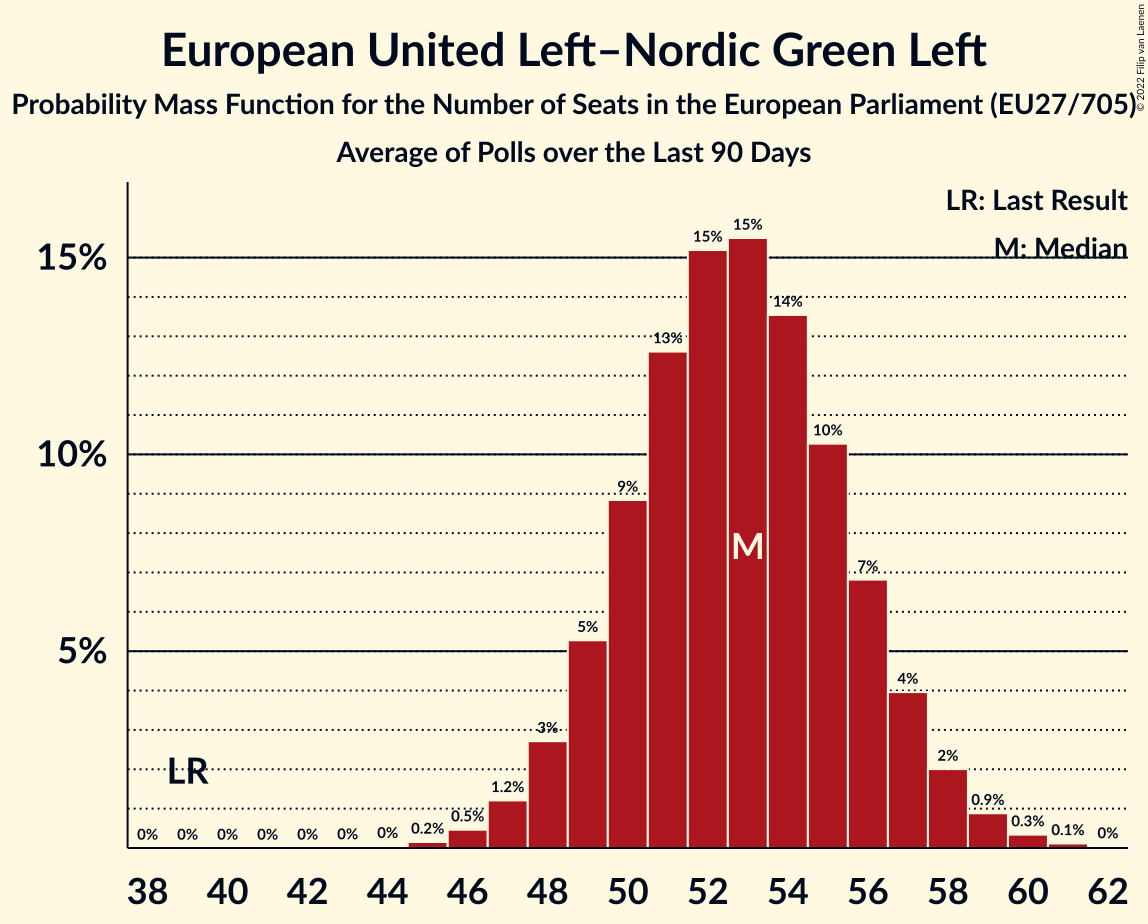 European United Left–Nordic Green Left
Probability Mass Function for the Number of Seats in the European Parliament (EU27/705)
Average of Polls over the Last 90 Days
© 2022 Filip van Laenen
LR: Last Result
M: Median
15%
10%
5%
0% 0% 0% 0% 0% 0% 0% 0.2% 0.5% 1.2% 3% 5% 9% 13% 15% 15% 14% 10% 7% 4% 2% 0.9% 0.3% 0.1% 0%
LR
M
38 40 42 44 46 48 50 52 54 56 58 60 62